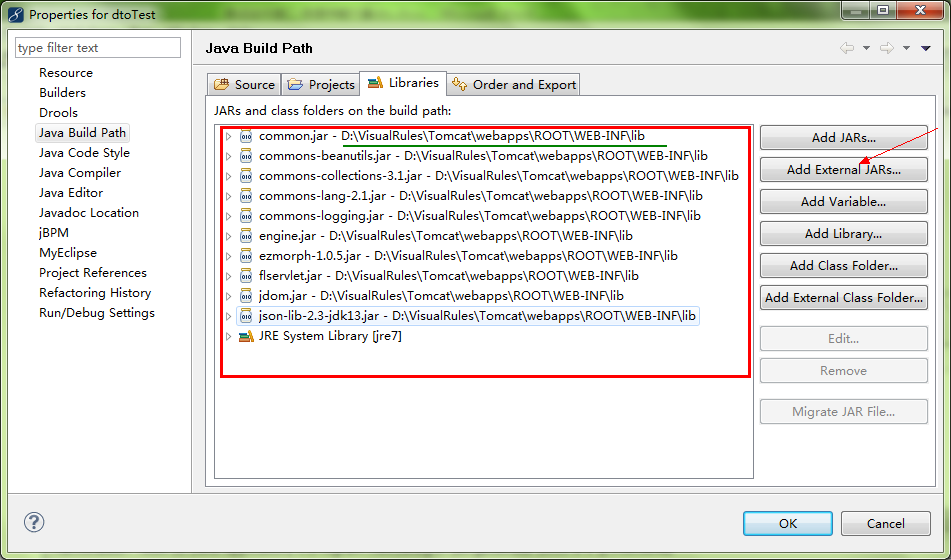 Properties for dtoTest
type filter text
Resource
Builders
Drools
Java Build Path
Java Code Style
Java Compiler
Java Editor
Javadoc Location
jBPM
MyEclipse
Project References
Refactoring History
Run/Debug Settings
Java Build Path
Source Projects Libraries Order and Export
JARs and class folders on the build path:
common.jar - D:\VisualRules\Tomcat\webapps\ROOT\WEB-INF\lib
commons-beanutils.jar - D:\VisualRules\Tomcat\webapps\ROOT\WEB-INF\lib
commons-collections-3.1.jar - D:\VisualRules\Tomcat\webapps\ROOT\WEB-INF\lib
commons-lang-2.1.jar - D:\VisualRules\Tomcat\webapps\ROOT\WEB-INF\lib
commons-logging.jar - D:\VisualRules\Tomcat\webapps\ROOT\WEB-INF\lib
engine.jar - D:\VisualRules\Tomcat\webapps\ROOT\WEB-INF\lib
ezmorph-1.0.5.jar - D:\VisualRules\Tomcat\webapps\ROOT\WEB-INF\lib
flservlet.jar - D:\VisualRules\Tomcat\webapps\ROOT\WEB-INF\lib
jdom.jar - D:\VisualRules\Tomcat\webapps\ROOT\WEB-INF\lib
json-lib-2.3-jdk13.jar - D:\VisualRules\Tomcat\webapps\ROOT\WEB-INF\lib
JRE System Library [jre7]
Add JARs...
Add External JARs...
Add Variable...
Add Library...
Add Class Folder...
Add External Class Folder...
Edit...
Remove
Migrate JAR File...
OK
Cancel